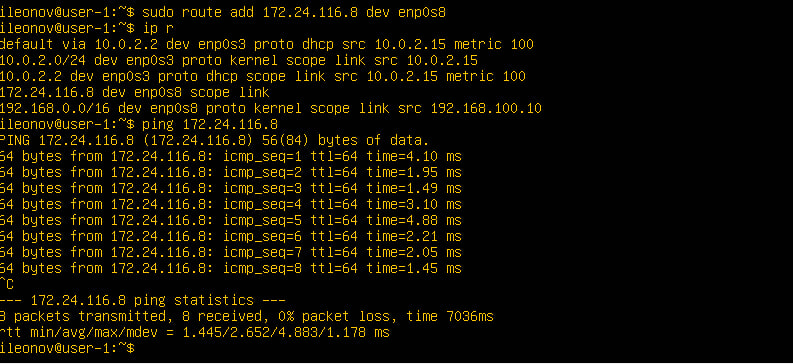 ileonov@user-1:~$ sudo route add 172.24.116.8 dev enp0s8
ileonov@user-1:~$ ip r
default via 10.0.2.2 dev enp0s3 proto dhcp src 10.0.2.15 metric 100
10.0.2.0/24 dev enp0s3 proto kernel scope link src 10.0.2.15
10.0.2.2 dev enp0s3 proto dhcp scope link src 10.0.2.15 metric 100
172.24.116.8 dev enp0s8 scope link
192.168.0.0/16 dev enp0s8 proto kernel scope link src 192.168.100.10
ileonov@user-1:~$ ping 172.24.116.8
PING 172.24.116.8 (172.24.116.8) 56(84) bytes of data.
64 bytes from 172.24.116.8: icmp_seq=1 ttl=64 time=4.10 ms
64 bytes from 172.24.116.8: icmp_seq=2 ttl=64 time=1.95 ms
64 bytes from 172.24.116.8: icmp_seq=3 ttl=64 time=1.49 ms
64 bytes from 172.24.116.8: icmp_seq=4 ttl=64 time=3.10 ms
64 bytes from 172.24.116.8: icmp_seq=5 ttl=64 time=4.88 ms
64 bytes from 172.24.116.8: icmp_seq=6 ttl=64 time=2.21 ms
64 bytes from 172.24.116.8: icmp_seq=7 ttl=64 time=2.05 ms
64 bytes from 172.24.116.8: icmp_seq=8 ttl=64 time=1.45 ms
^C
--- 172.24.116.8 ping statistics ---
8 packets transmitted, 8 received, 0% packet loss, time 7036ms
rtt min/avg/max/mdev = 1.445/2.652/4.883/1.178 ms
ileonov@user-1:~$